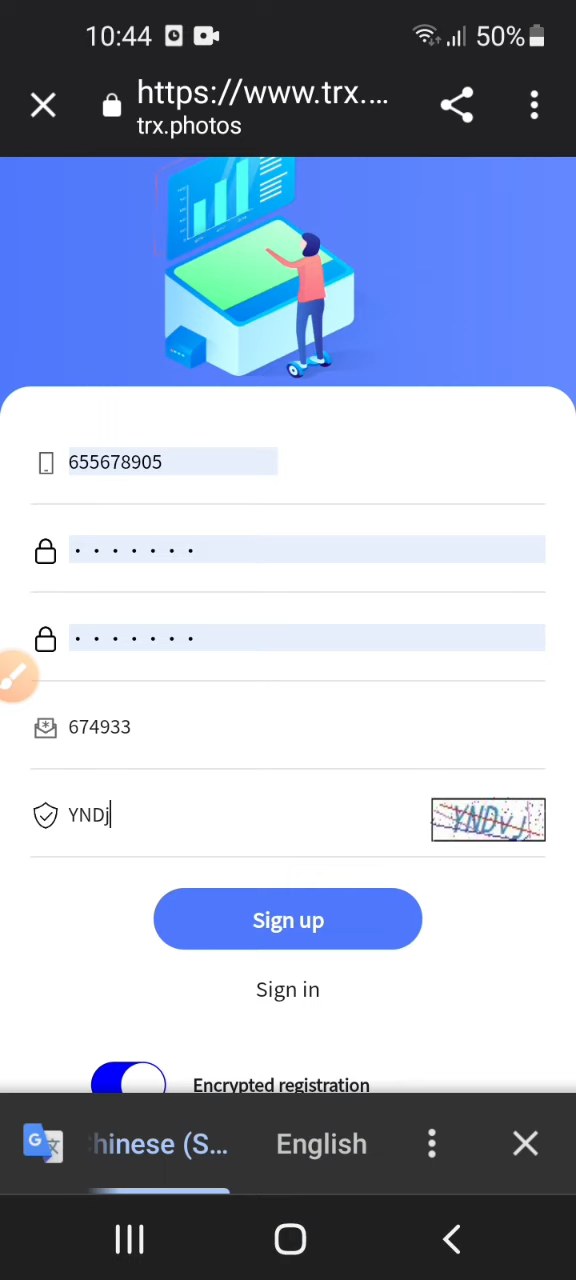 10:44
50%
https://www.trx....
trx.photos
655678905
674933
YNDj
YNDvj
Sign up
Sign in
Encrypted registration
hinese (S...
English